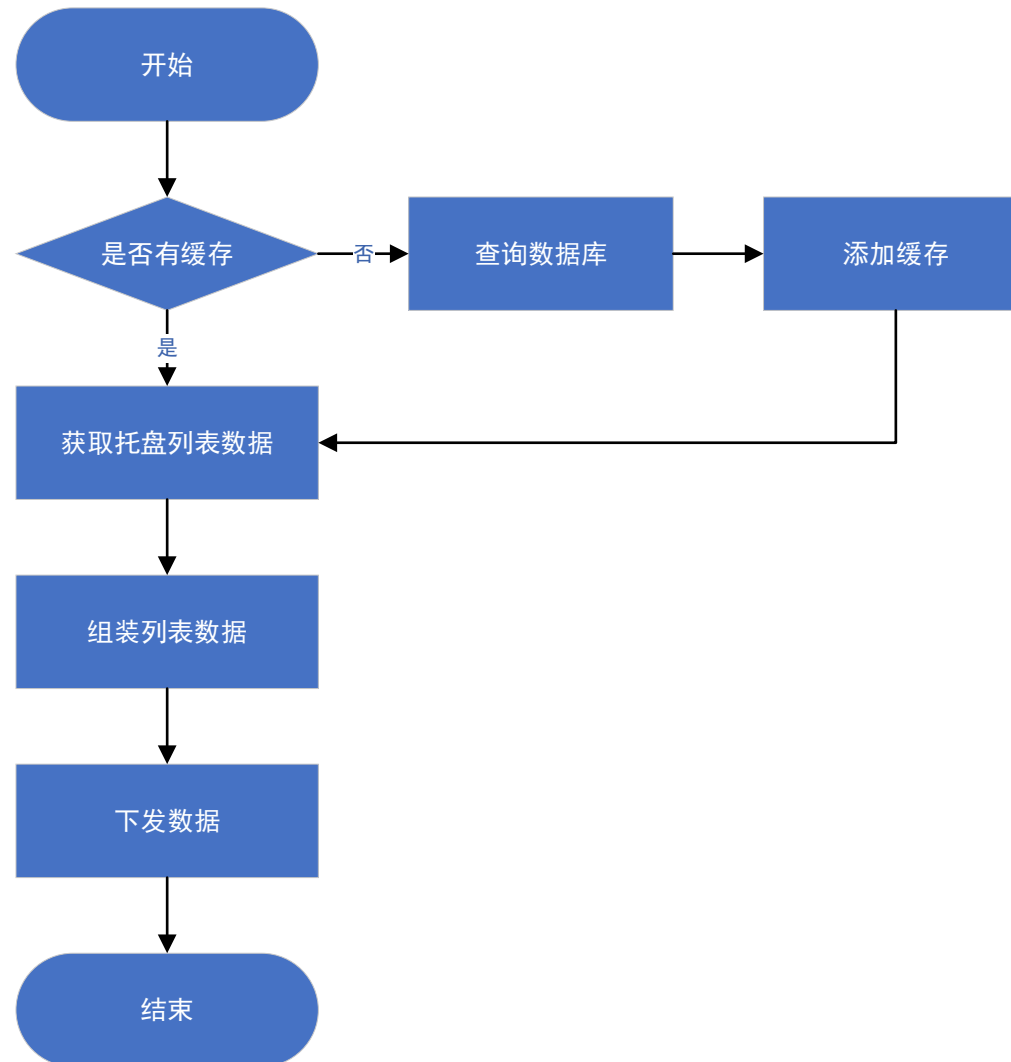 开始
是否有缓存
否
查询数据库
添加缓存
是
获取托盘列表数据
组装列表数据
下发数据
结束